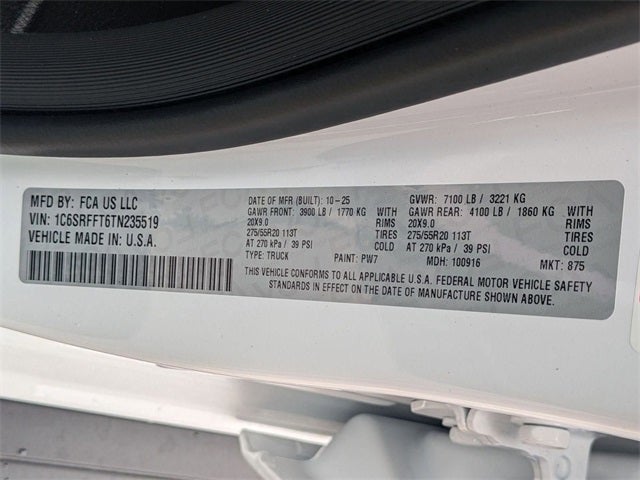 MFD BY: FCA US LLC
VIN: 1C6SRFFT6TN235519
VEHICLE MADE IN: U.S.A.
DATE OF MFR (BUILT): 10-25
GAWR FRONT: 3900 LB / 1770 KG WITH
20X9.0 RIMS
275/55R20 113T TIRES
AT 270 kPa / 39 PSI COLD
TYPE: TRUCK PAINT: PW7
GVWR: 7100 LB / 3221 KG
GAWR REAR: 4100 LB / 1860 KG WITH
20X9.0 RIMS
275/55R20 113T TIRES
AT 270 kPa / 39 PSI COLD
MDH: 100916 MKT: 875
THIS VEHICLE CONFORMS TO ALL APPLICABLE U.S.A. FEDERAL MOTOR VEHICLE SAFETY
STANDARDS IN EFFECT ON THE DATE OF MANUFACTURE SHOWN ABOVE.